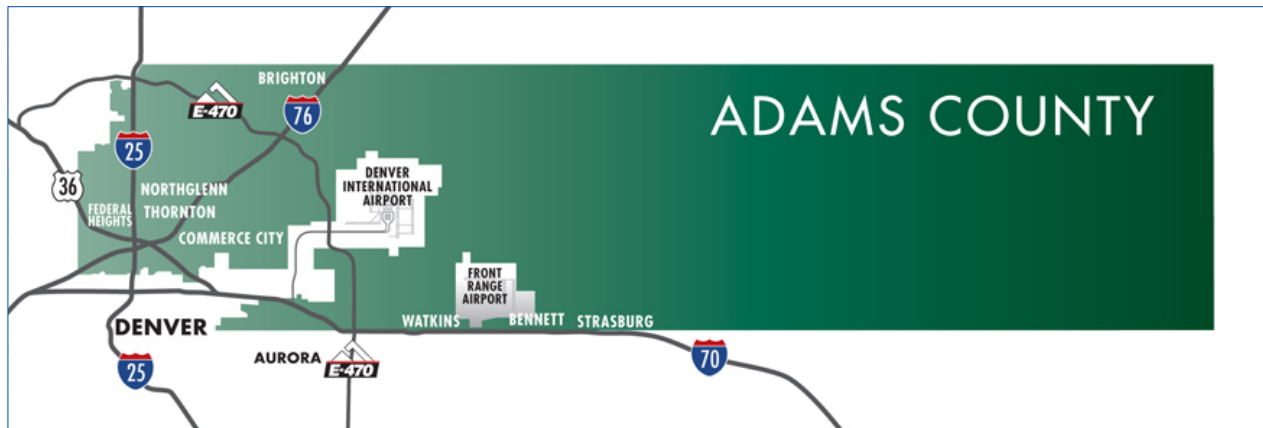 BRIGHTON
E-470
76
ADAMS COUNTY
25
DENVER
INTERNATIONAL
AIRPORT
36
NORTHGLENN
FEDERAL
HEIGHTS
THORNTON
COMMERCE CITY
FRONT
RANGE
AIRPORT
WATKINS
BENNETT
STRASBURG
DENVER
AURORA
E-470
25
70